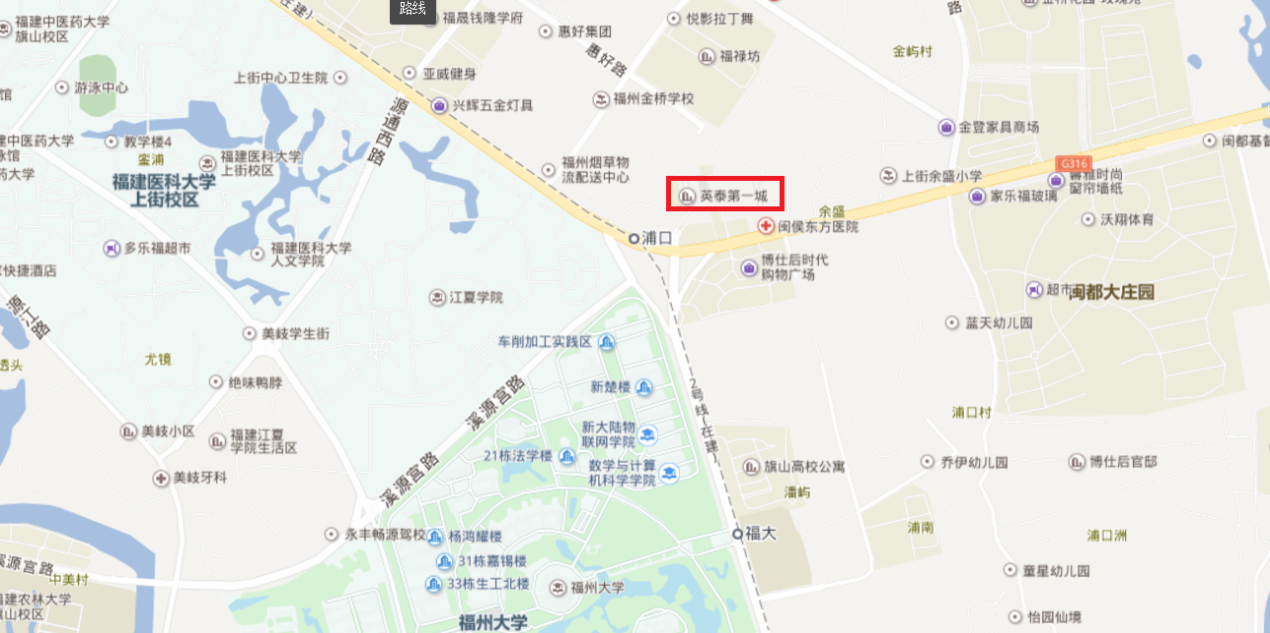 路线
福建中医药大学
旗山校区
福晟钱隆学府
惠好集团
悦影拉丁舞
路
金屿村
惠好路
福禄坊
上街中心卫生院
亚威健身
游泳中心
馆
兴辉五金灯具
福州金桥学校
源通西路
金登家具商场
教学楼4
蛮浦
福建医科大学
上街校区
福建医科大学
上街校区
福州烟草物
流配送中心
G316
闽都基督
上街余盛小学
馨雅时尚
窗帘墙纸
家乐福玻璃
英泰第一城
余盛
沃翔体育
闽侯东方医院
浦口
多乐福超市
福建医科大学
人文学院
博仕后时代
购物广场
快捷酒店
江夏学院
超市
闽都大庄园
源江路
美岐学生街
蓝天幼儿园
车削加工实践区
尤镜
透头
绝味鸭脖
新楚楼
溪源宫路
2号线(在建)
浦口村
美岐小区
福建江夏
学院生活区
新大陆物
联网学院
21栋法学楼
数学与计算
机科学学院
旗山高校公寓
潘屿
乔伊幼儿园
博仕后官邸
美岐牙科
溪源宫路
永丰畅源驾校
杨鸿耀楼
福大
浦南
浦口洲
31栋嘉锡楼
溪源宫路
中美村
33栋生工北楼
福州大学
童星幼儿园
建农林大学
山校区
福州大学
怡园仙境